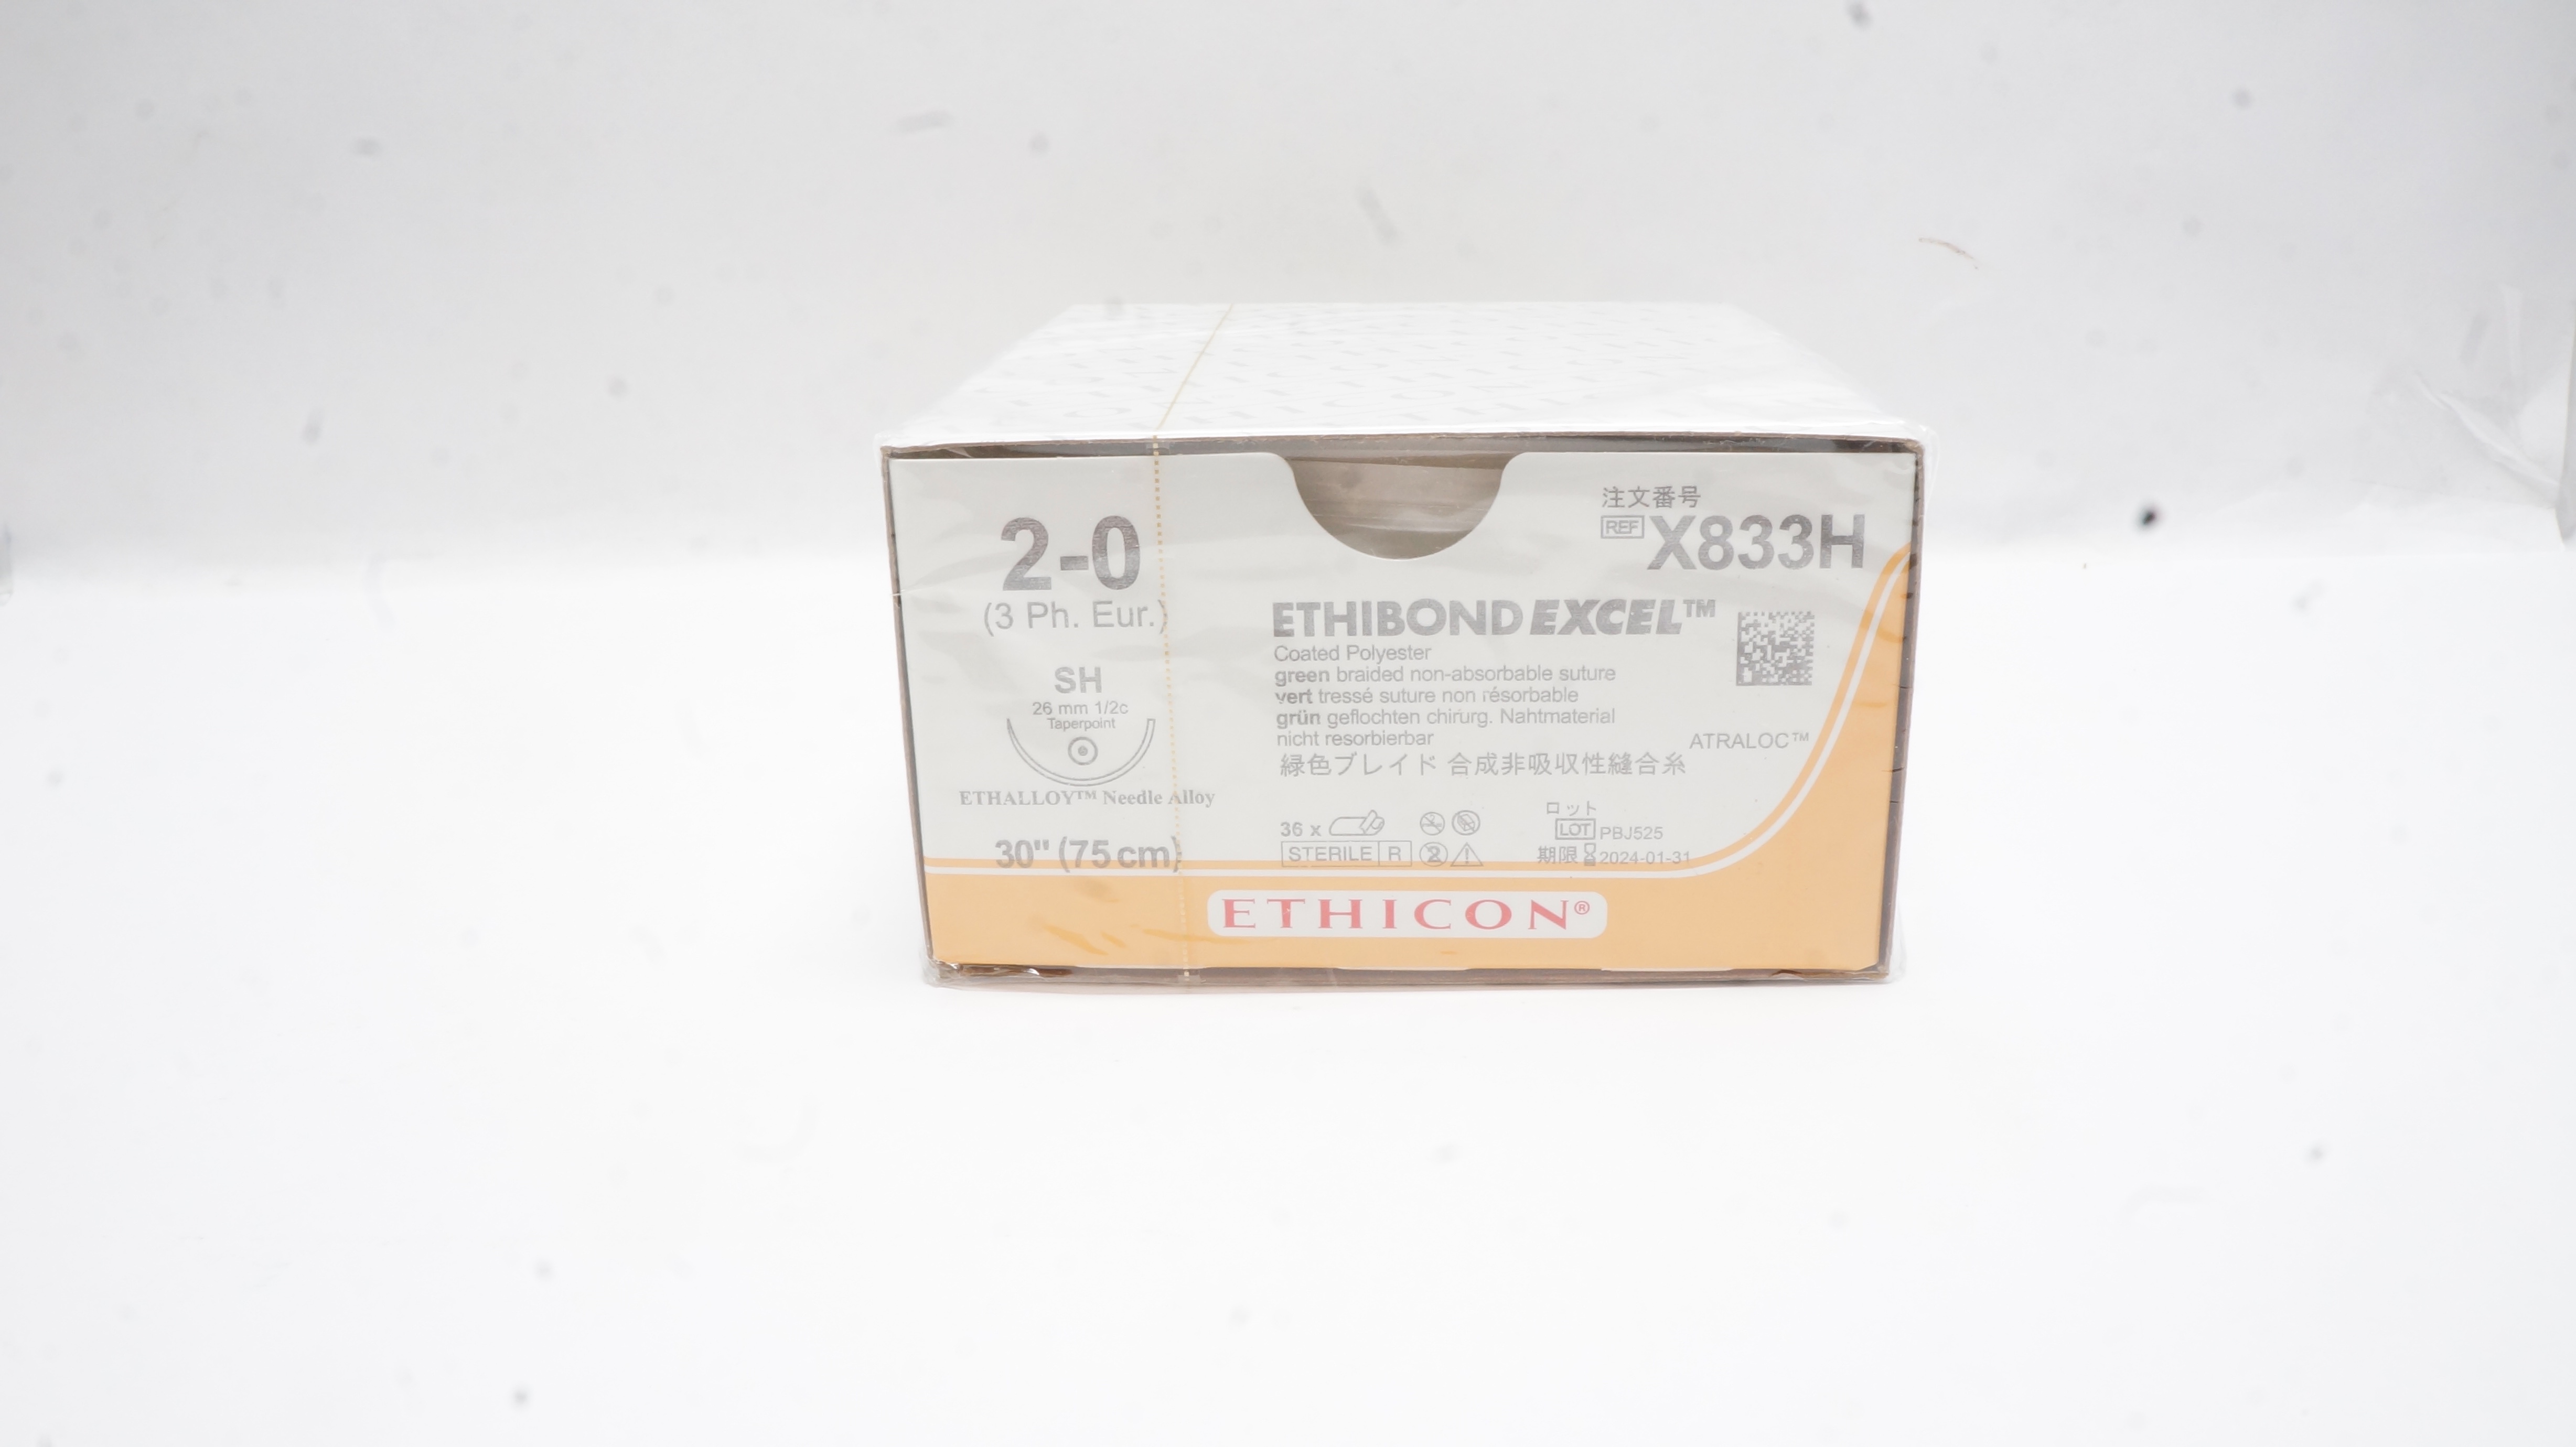 2-0
(3 Ph. Eur.)
SH
26 mm 1/2c
Taperpoint
ETHALLOY™ Needle Alloy
30" (75 cm)
注文番号
REF X833H
ETHIBOND EXCEL™
Coated Polyester
green braided non-absorbable suture
vert tressé suture non résorbable
grün geflochten chirurg. Nahtmaterial
nicht resorbierbar
ATRALOC™
緑色ブレイド 合成非吸収性縫合糸
36 x
STERILE R
2
ロット
LOT PBJ525
期限 2024-01-31
ETHICON®